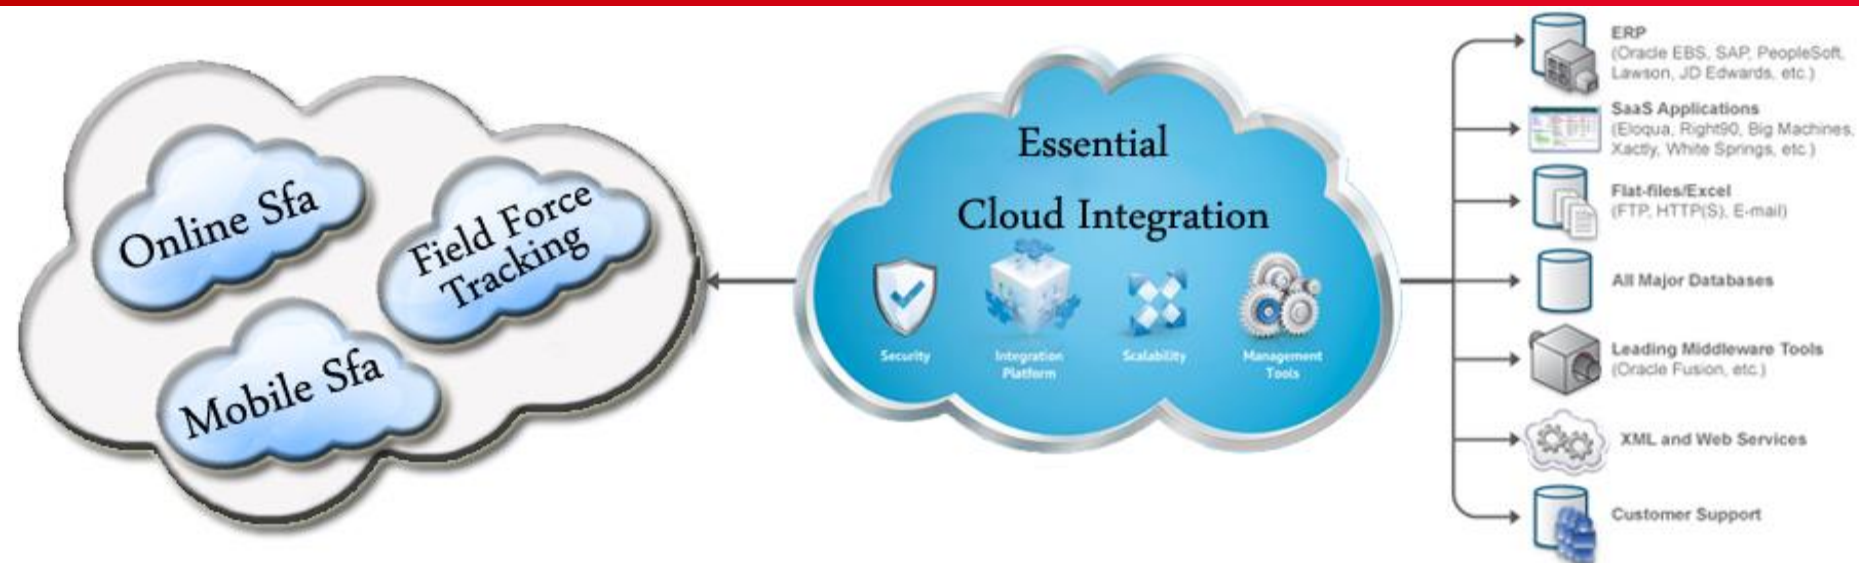 Online Sfa
Field Force
Tracking
Mobile Sfa
Essential
Cloud Integration
Security
Integration
Platform
Scalability
Management
Tools
ERP
(Oracle EBS, SAP, PeopleSoft,
Lawson, JD Edwards, etc.)
SaaS Applications
(Eloqua, Right90, Big Machines,
Xactly, White Springs, etc.)
Flat-files/Excel
(FTP, HTTP(S), E-mail)
All Major Databases
Leading Middleware Tools
(Oracle Fusion, etc.)
XML and Web Services
Customer Support